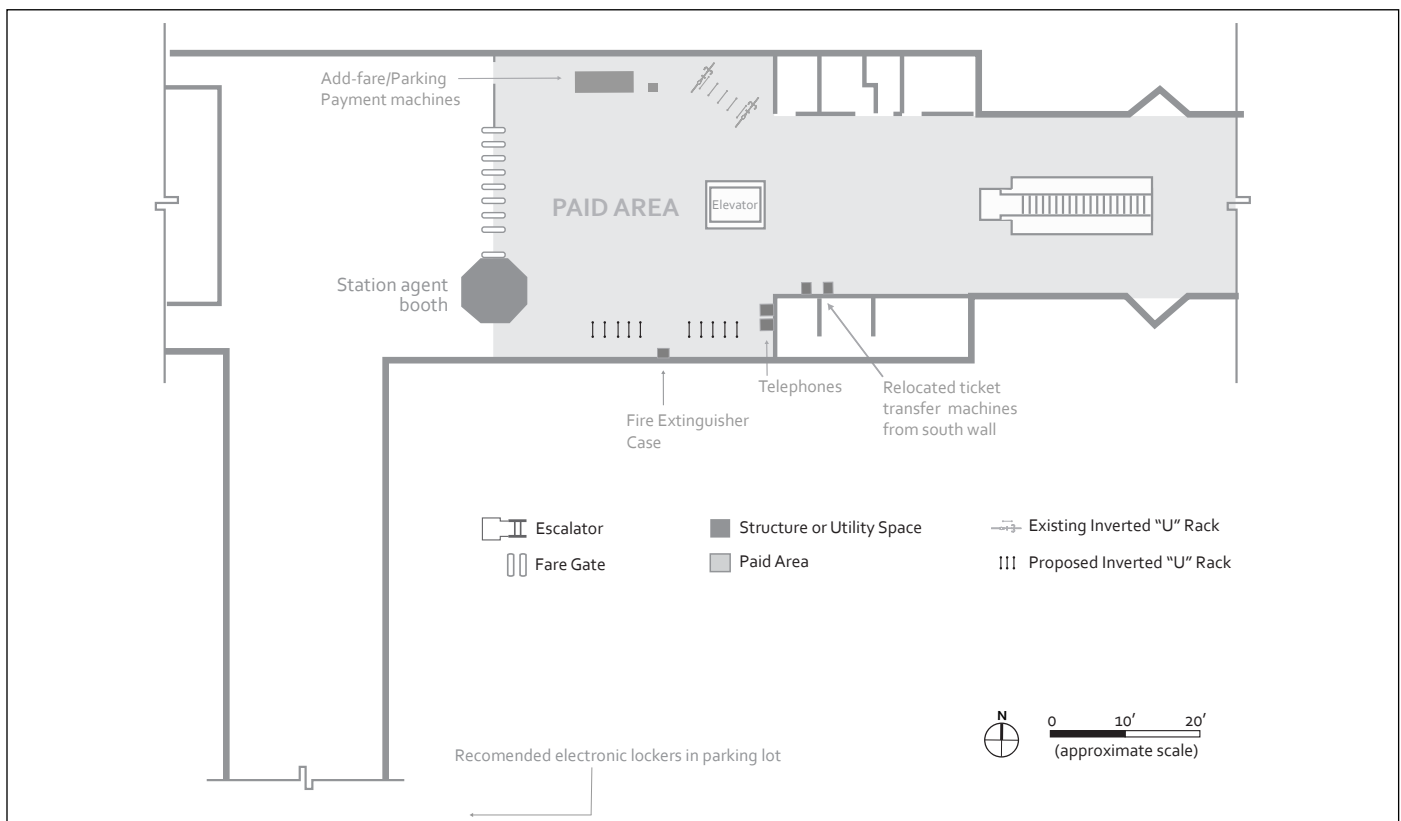 Add-fare/Parking
Payment machines
PAID AREA
Elevator
Station agent
booth
Telephones
Relocated ticket
transfer machines
from south wall
Fire Extinguisher
Case
Escalator
Fare Gate
Structure or Utility Space
Paid Area
Existing Inverted “U” Rack
Proposed Inverted “U” Rack
N
0 10′ 20′
(approximate scale)
Recomended electronic lockers in parking lot